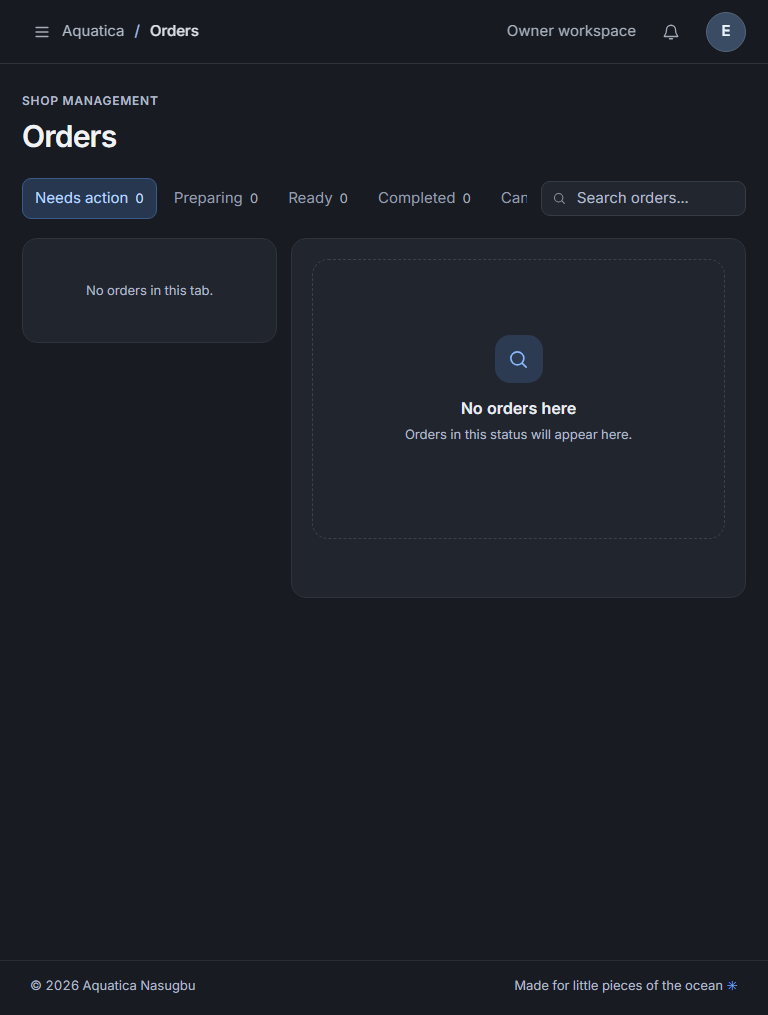 Aquatica / Orders
Owner workspace
E
SHOP MANAGEMENT
Orders
Needs action 0
Preparing 0
Ready 0
Completed 0
Can
Search orders...
No orders in this tab.
No orders here
Orders in this status will appear here.
© 2026 Aquatica Nasugbu
Made for little pieces of the ocean ✳